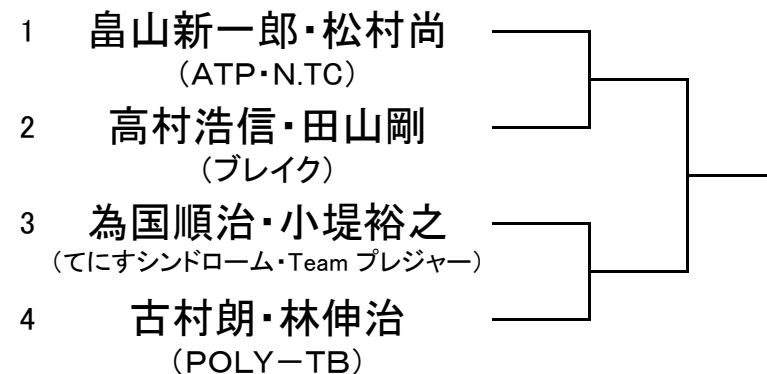 1 畠山新一郎・松村尚
（ATP・N.TC）
2 高村浩信・田山剛
（ブレイク）
3 為国順治・小堤裕之
（てにすシンドローム・Team プレジャー）
4 古村朗・林伸治
（POLY－TB）